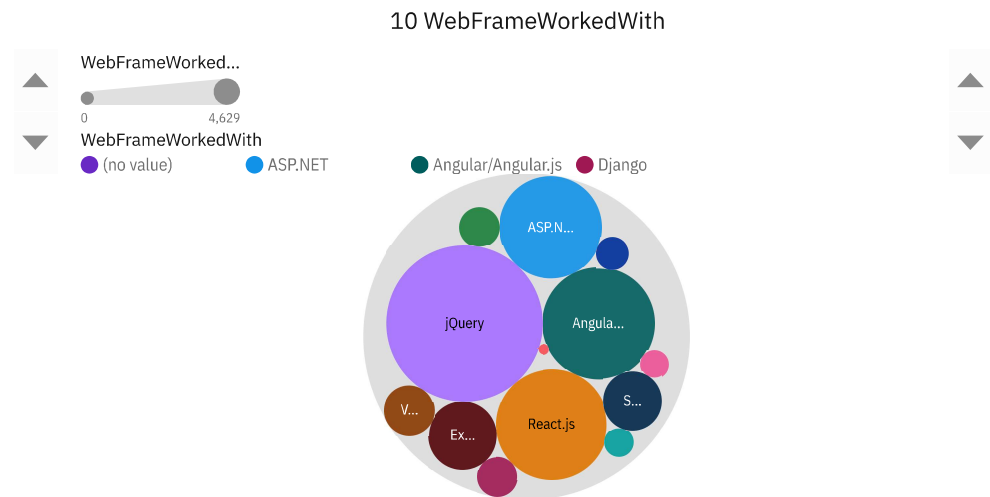 10 WebFrameWorkedWith
WebFrameWorked...
0 4,629
WebFrameWorkedWith
(no value) ASP.NET Angular/Angular.js Django
ASP.N...
jQuery
Angula...
S...
V...
React.js
Ex...